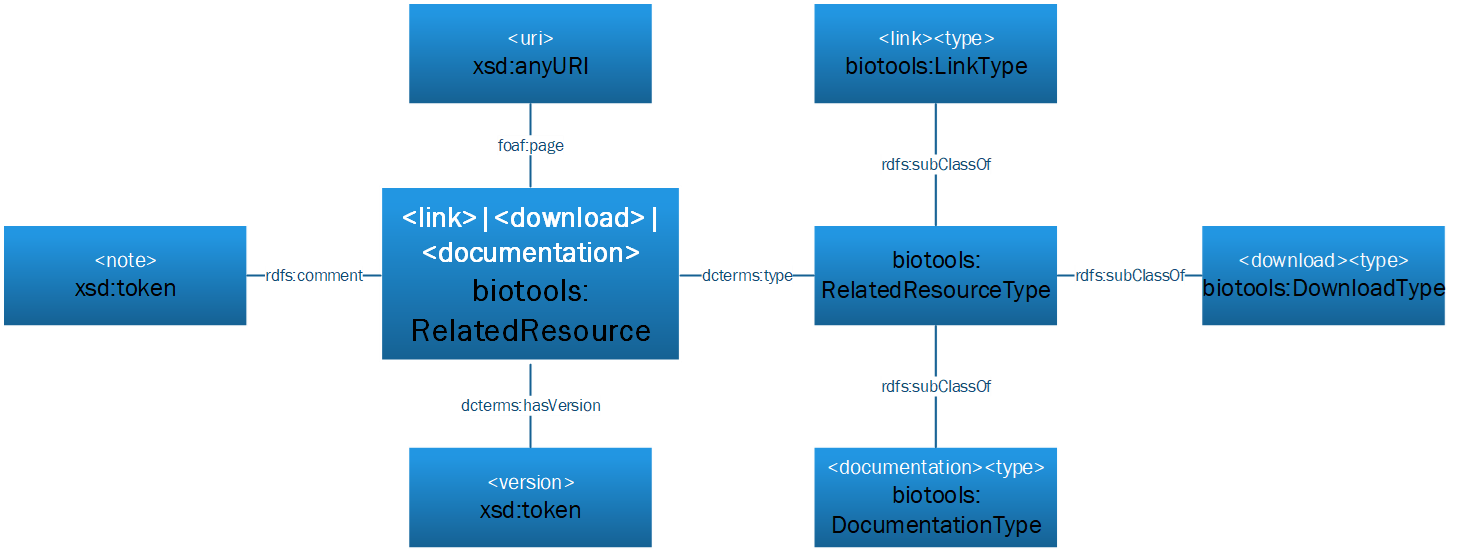 <uri>
xsd:anyURI
<link><type>
biotools:LinkType
foaf:page
rdfs:subClassOf
<link>|<download>|
<documentation>
biotools:
RelatedResource
<note>
xsd:token
rdfs:comment
dcterms:type
biotools:
RelatedResourceType
rdfs:subClassOf
<download><type>
biotools:DownloadType
dcterms:hasVersion
rdfs:subClassOf
<version>
xsd:token
<documentation><type>
biotools:
DocumentationType